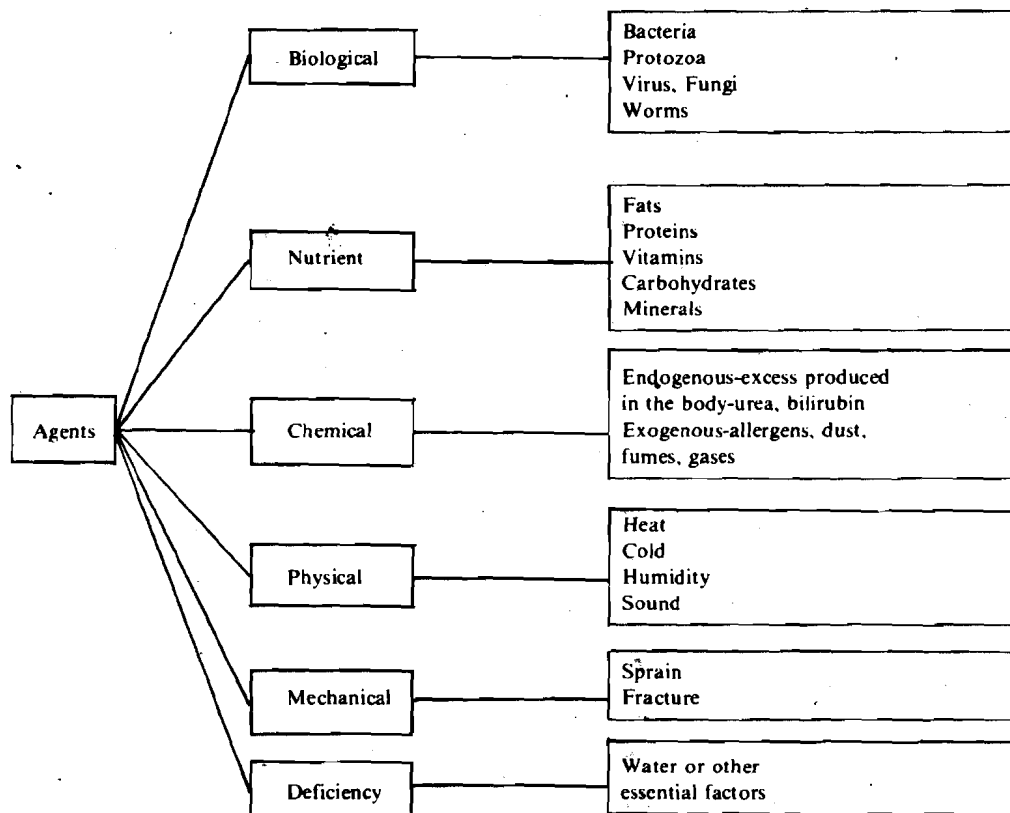 Biological
Bacteria
Protozoa
Virus, Fungi
Worms
Nutrient
Fats
Proteins
Vitamins
Carbohydrates
Minerals
Agents
Chemical
Endogenous-excess produced
in the body-urea, bilirubin
Exogenous-allergens, dust,
fumes, gases
Physical
Heat
Cold
Humidity
Sound
Mechanical
Sprain
Fracture
Deficiency
Water or other
essential factors